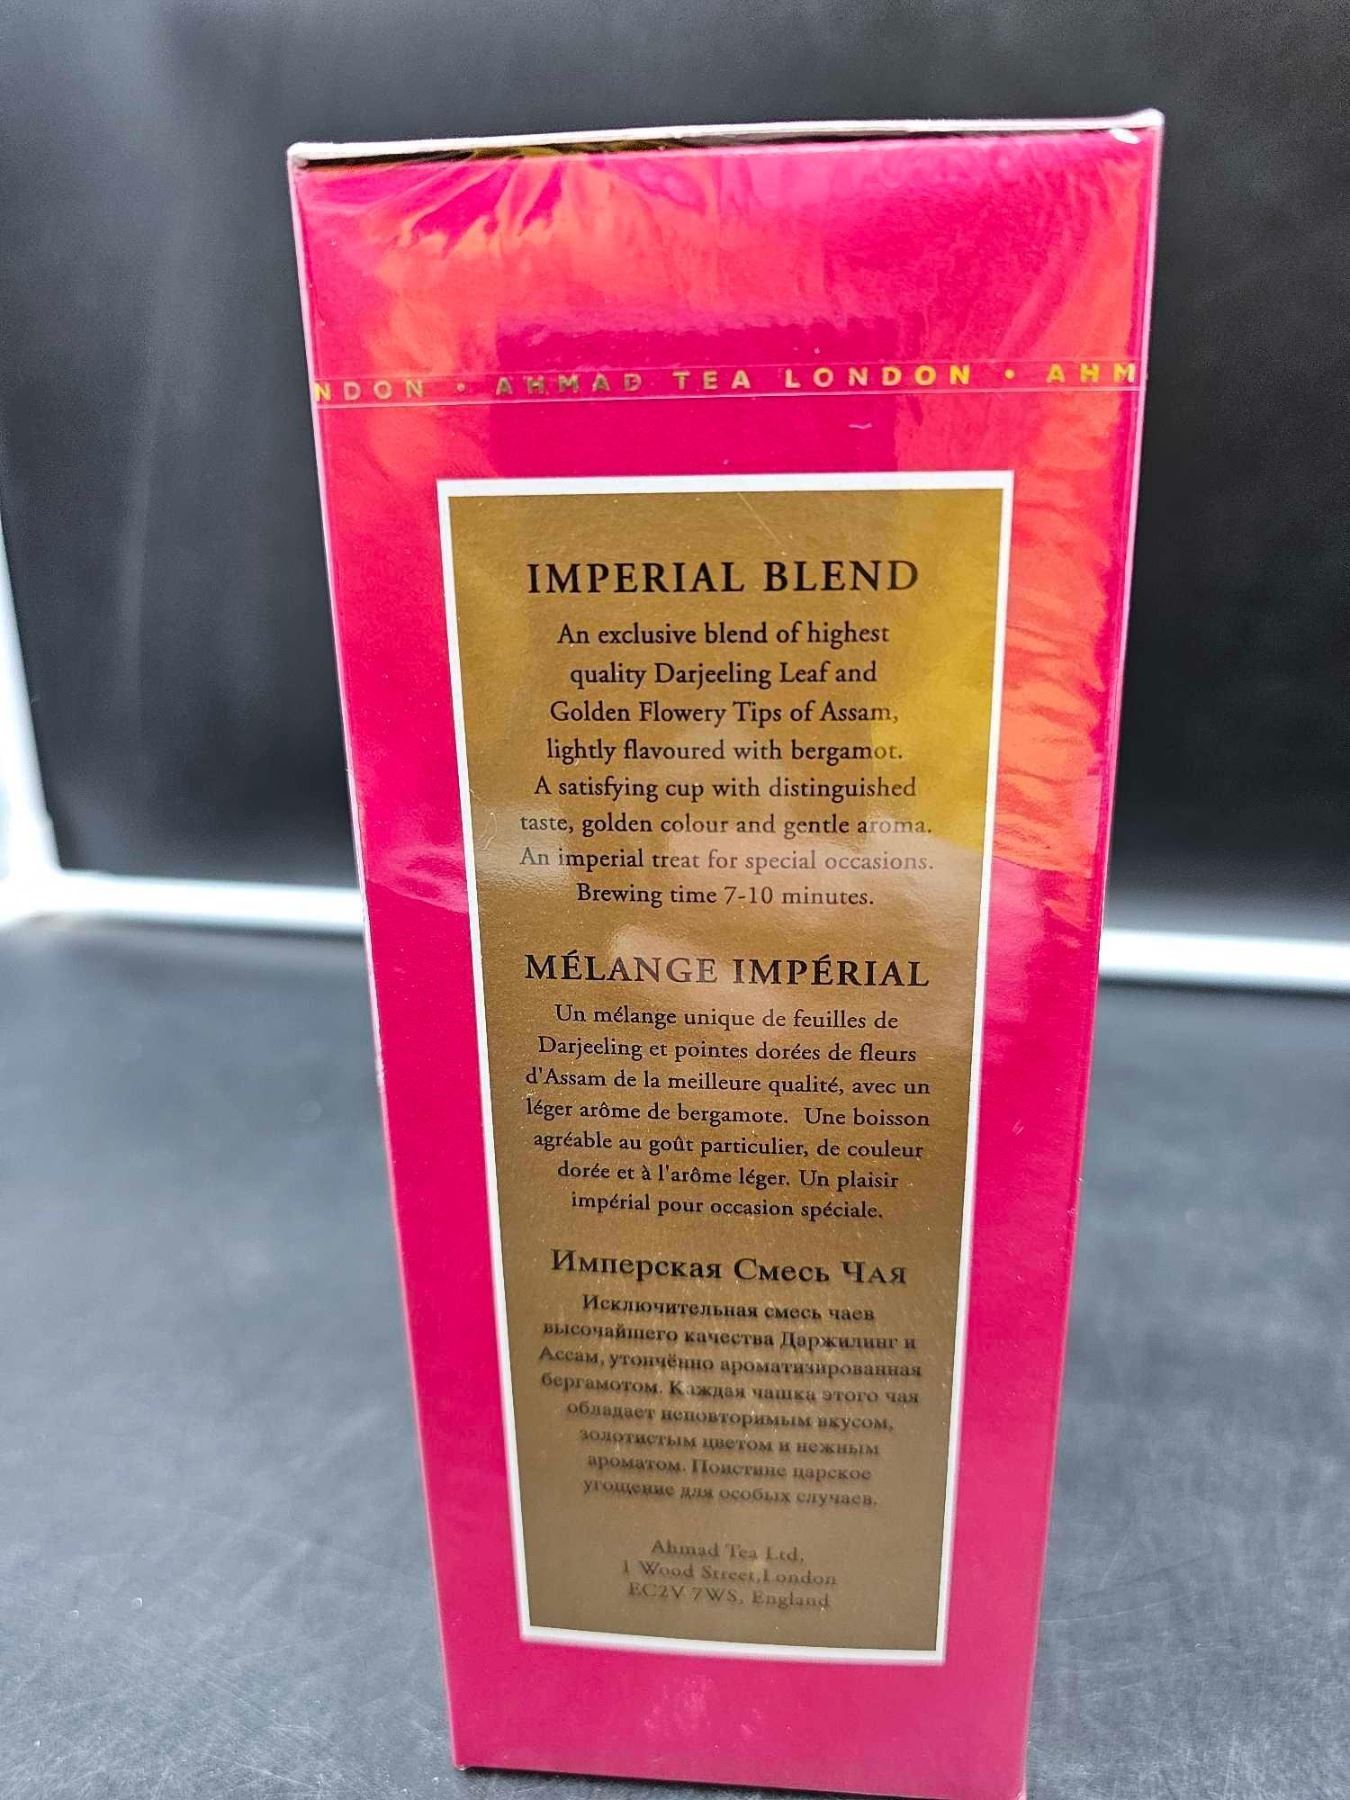 NDON • AHMAD TEA LONDON • AHM
IMPERIAL BLEND
An exclusive blend of highest
quality Darjeeling Leaf and
Golden Flowery Tips of Assam,
lightly flavoured with bergamot.
A satisfying cup with distinguished
taste, golden colour and gentle aroma.
An imperial treat for special occasions.
Brewing time 7-10 minutes.
MÉLANGE IMPÉRIAL
Un mélange unique de feuilles de
Darjeeling et pointes dorées de fleurs
d'Assam de la meilleure qualité, avec un
léger arôme de bergamote. Une boisson
agréable au goût particulier, de couleur
dorée et à l'arôme léger. Un plaisir
impérial pour occasion spéciale.
Имперская Смесь Чая
Исключительная смесь чаев
высочайшего качества Даржилинг и
Ассам, утончённо ароматизированная
бергамотом. Каждая чашка этого чая
обладает неповторимым вкусом,
золотистым цветом и нежным
ароматом. Поистине царское
угощение для особых случаев.
Ahmad Tea Ltd,
1 Wood Street,London
EC2V 7WS, England